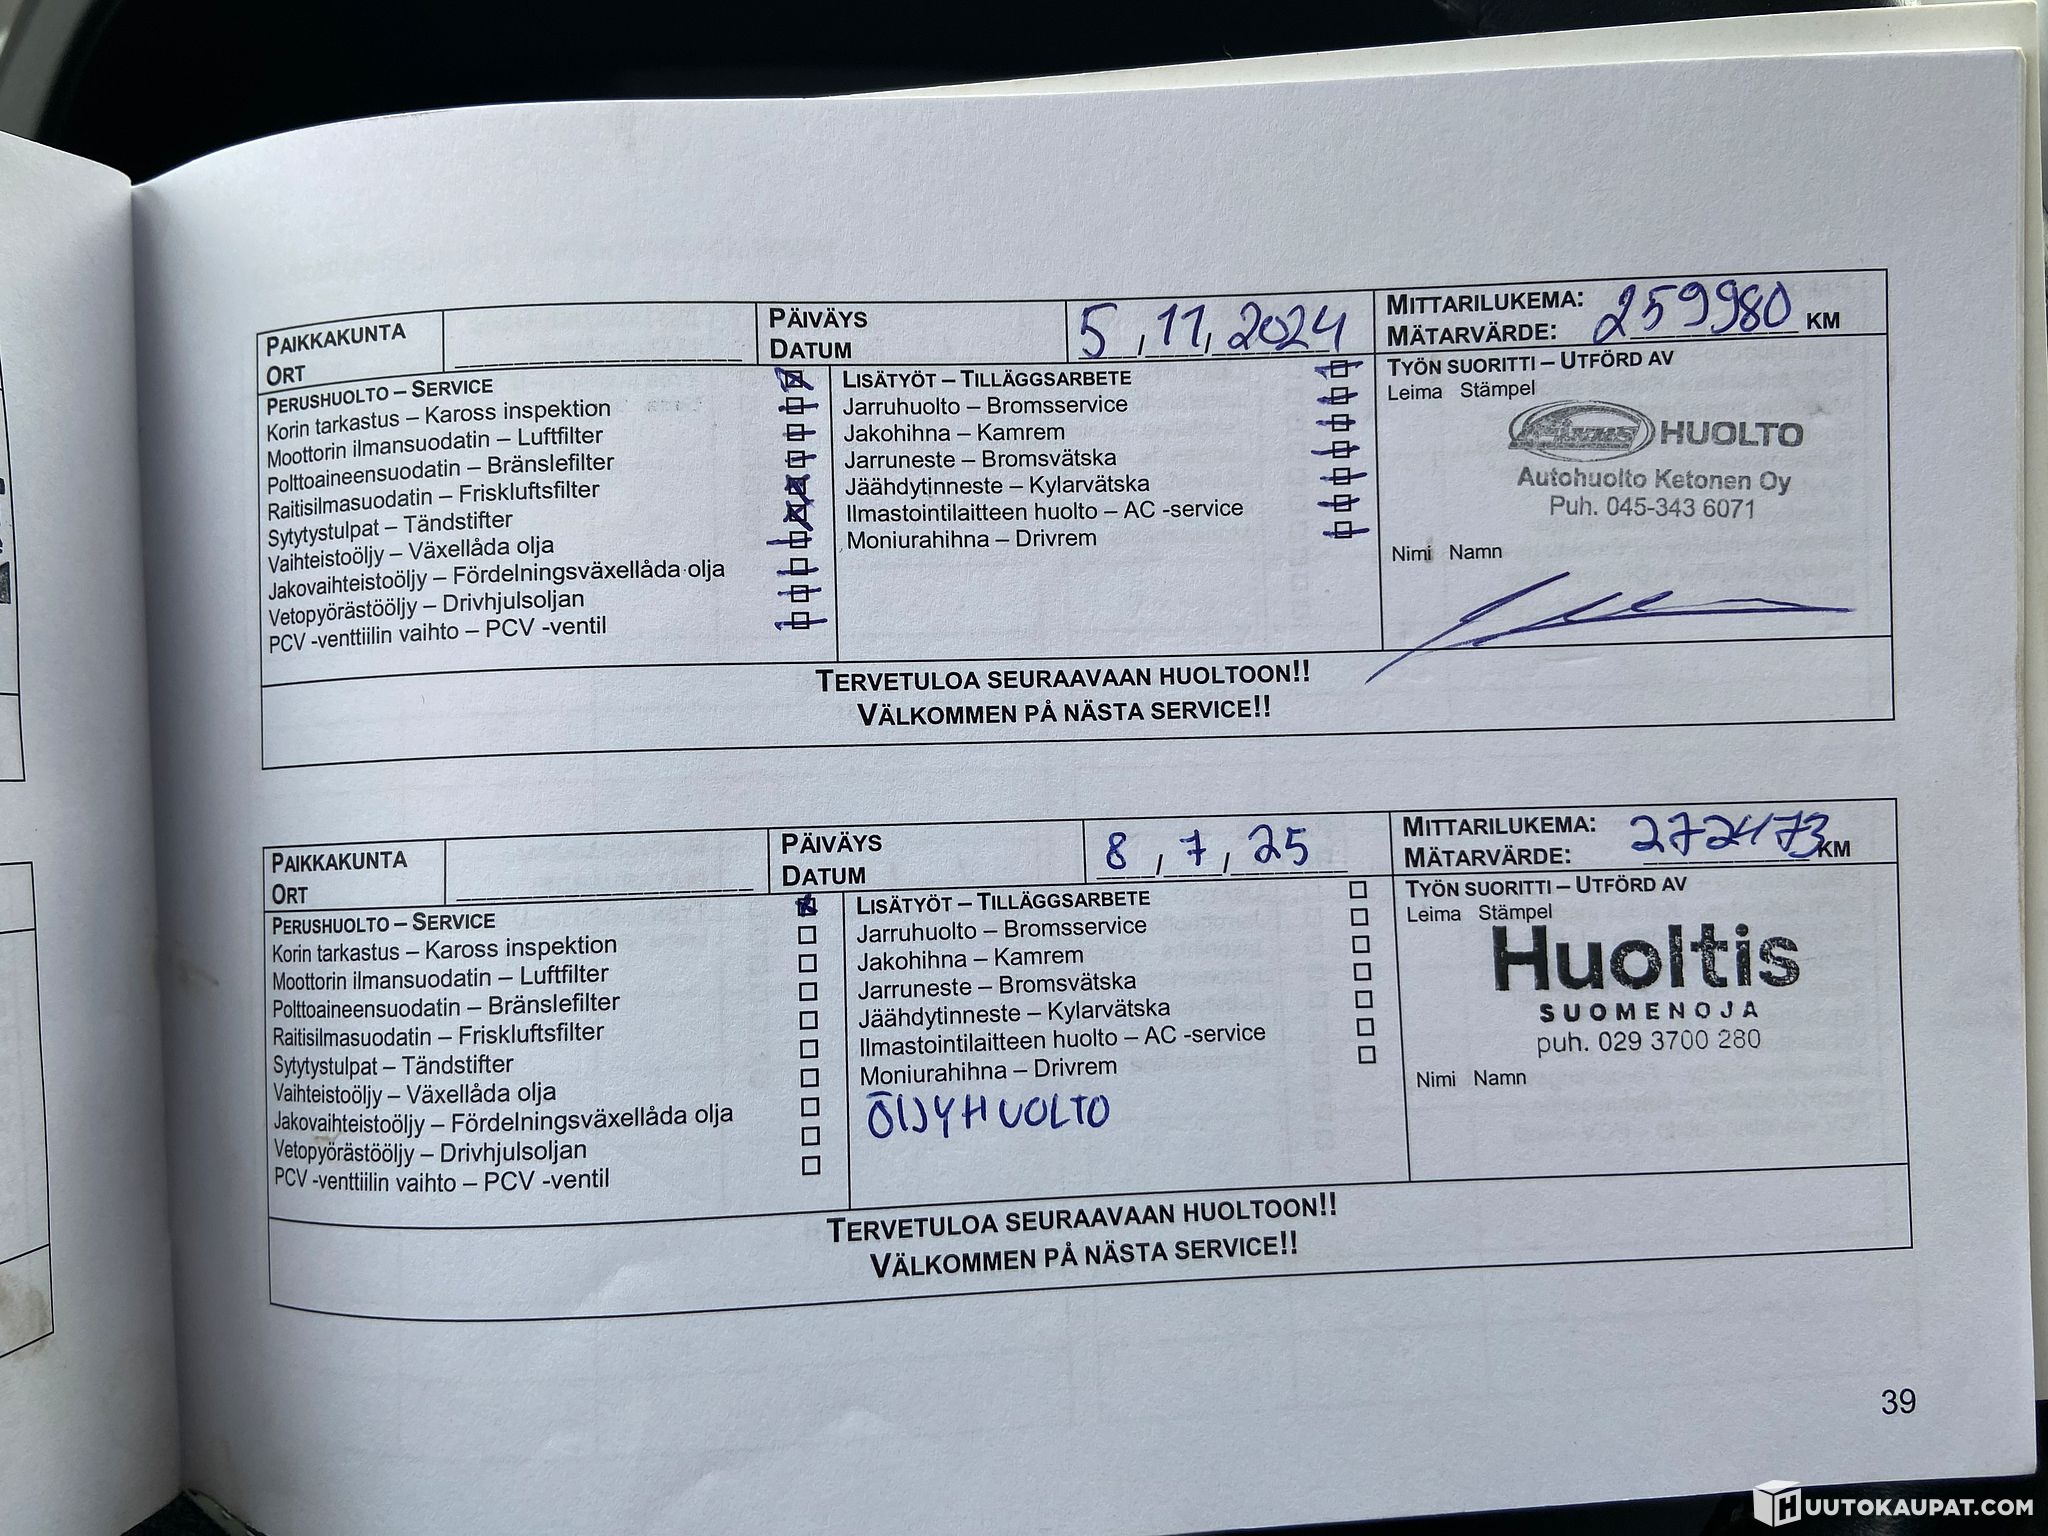 PAIKKAKUNTA
ORT
PÄIVÄYS
DATUM
5.11.2024
MITTARILUKEMA:
MÄTARVÄRDE:
259980 KM
PERUSHUOLTO – SERVICE
Korin tarkastus – Kaross inspektion
Moottorin ilmansuodatin – Luftfilter
Polttoaineensuodatin – Bränslefilter
Raitisilmasuodatin – Friskluftsfilter
Sytytystulpat – Tändstifter
Vaihteistoöljy – Växellåda olja
Jakovaihteistoöljy – Fördelningsväxellåda olja
Vetopyörästööljy – Drivhjulsoljan
PCV -venttiilin vaihto – PCV -ventil
LISÄTYÖT – TILLÄGGSARBETE
Jarruhuolto – Bromsservice
Jakohihna – Kamrem
Jarruneste – Bromsvätska
Jäähdytinneste – Kylarvätska
Ilmastointilaitteen huolto – AC -service
Moniurahihna – Drivrem
TYÖN SUORITTI – UTFÖRD AV
Leima Stämpel
HUOLTO
Autohuolto Ketonen Oy
Puh. 045-343 6071
Nimi Namn
TERVETULOA SEURAAVAAN HUOLTOON!!
VÄLKOMMEN PÅ NÄSTA SERVICE!!
PAIKKAKUNTA
ORT
PÄIVÄYS
DATUM
8,7,25
MITTARILUKEMA:
MÄTARVÄRDE:
272473 KM
PERUSHUOLTO – SERVICE
Korin tarkastus – Kaross inspektion
Moottorin ilmansuodatin – Luftfilter
Polttoaineensuodatin – Bränslefilter
Raitisilmasuodatin – Friskluftsfilter
Sytytystulpat – Tändstifter
Vaihteistoöljy – Växellåda olja
Jakovaihteistoöljy – Fördelningsväxellåda olja
Vetopyörästööljy – Drivhjulsoljan
PCV -venttiilin vaihto – PCV -ventil
LISÄTYÖT – TILLÄGGSARBETE
Jarruhuolto – Bromsservice
Jakohihna – Kamrem
Jarruneste – Bromsvätska
Jäähdytinneste – Kylarvätska
Ilmastointilaitteen huolto – AC -service
Moniurahihna – Drivrem
ÖLJYHUOLTO
TYÖN SUORITTI – UTFÖRD AV
Leima Stämpel
Huoltis
SUOMENOJA
puh. 029 3700 280
Nimi Namn
TERVETULOA SEURAAVAAN HUOLTOON!!
VÄLKOMMEN PÅ NÄSTA SERVICE!!
39
HUUTOKAUPAT.COM